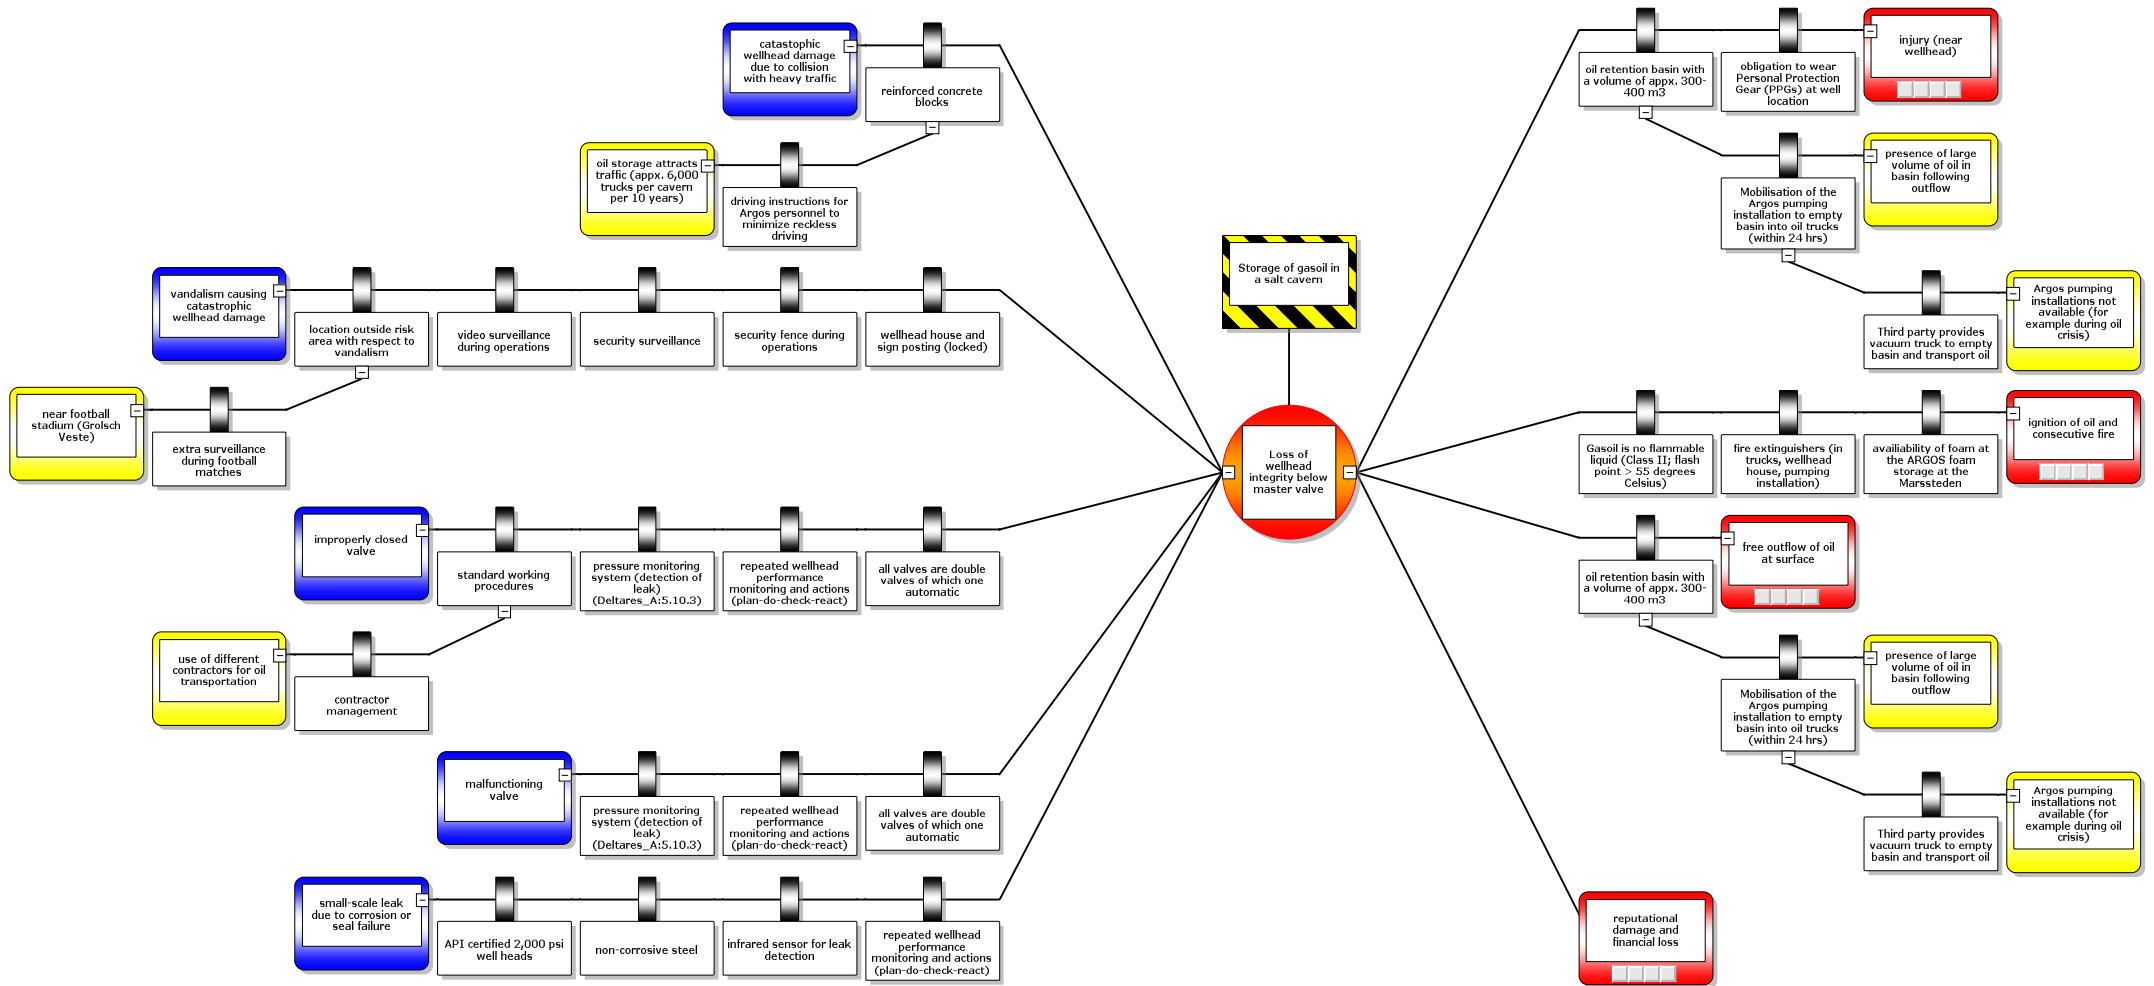 catastophic
wellhead damage
due to collision
with heavy traffic
reinforced concrete
blocks
oil storage attracts
traffic (appx. 6,000
trucks per cavern
per 10 years)
driving instructions for
Argos personnel to
minimize reckless
driving
vandalism causing
catastrophic
wellhead damage
location outside risk
area with respect to
vandalism
video surveillance
during operations
security surveillance
security fence during
operations
wellhead house and
sign posting (locked)
near football
stadium (Grolsch
Veste)
extra surveillance
during football
matches
improperly closed
valve
standard working
procedures
pressure monitoring
system (detection of
leak)
(Deltares_A:5.10.3)
repeated wellhead
performance
monitoring and actions
(plan-do-check-react)
all valves are double
valves of which one
automatic
use of different
contractors for oil
transportation
contractor
management
malfunctioning
valve
pressure monitoring
system (detection of
leak)
(Deltares_A:5.10.3)
repeated wellhead
performance
monitoring and actions
(plan-do-check-react)
all valves are double
valves of which one
automatic
small-scale leak
due to corrosion or
seal failure
API certified 2,000 psi
well heads
non-corrosive steel
infrared sensor for leak
detection
repeated wellhead
performance
monitoring and actions
(plan-do-check-react)
Storage of gasoil in
a salt cavern
Loss of
wellhead
integrity below
master valve
oil retention basin with
a volume of appx. 300-
400 m3
obligation to wear
Personal Protection
Gear (PPGs) at well
location
injury (near
wellhead)
Mobilisation of the
Argos pumping
installation to empty
basin into oil trucks
(within 24 hrs)
presence of large
volume of oil in
basin following
outflow
Third party provides
vacuum truck to empty
basin and transport oil
Argos pumping
installations not
available (for
example during oil
crisis)
Gasoil is no flammable
liquid (Class II; flash
point > 55 degrees
Celsius)
fire extinguishers (in
trucks, wellhead
house, pumping
installation)
availiability of foam at
the ARGOS foam
storage at the
Marssteden
ignition of oil and
consecutive fire
oil retention basin with
a volume of appx. 300-
400 m3
free outflow of oil
at surface
Mobilisation of the
Argos pumping
installation to empty
basin into oil trucks
(within 24 hrs)
presence of large
volume of oil in
basin following
outflow
Third party provides
vacuum truck to empty
basin and transport oil
Argos pumping
installations not
available (for
example during oil
crisis)
reputational
damage and
financial loss